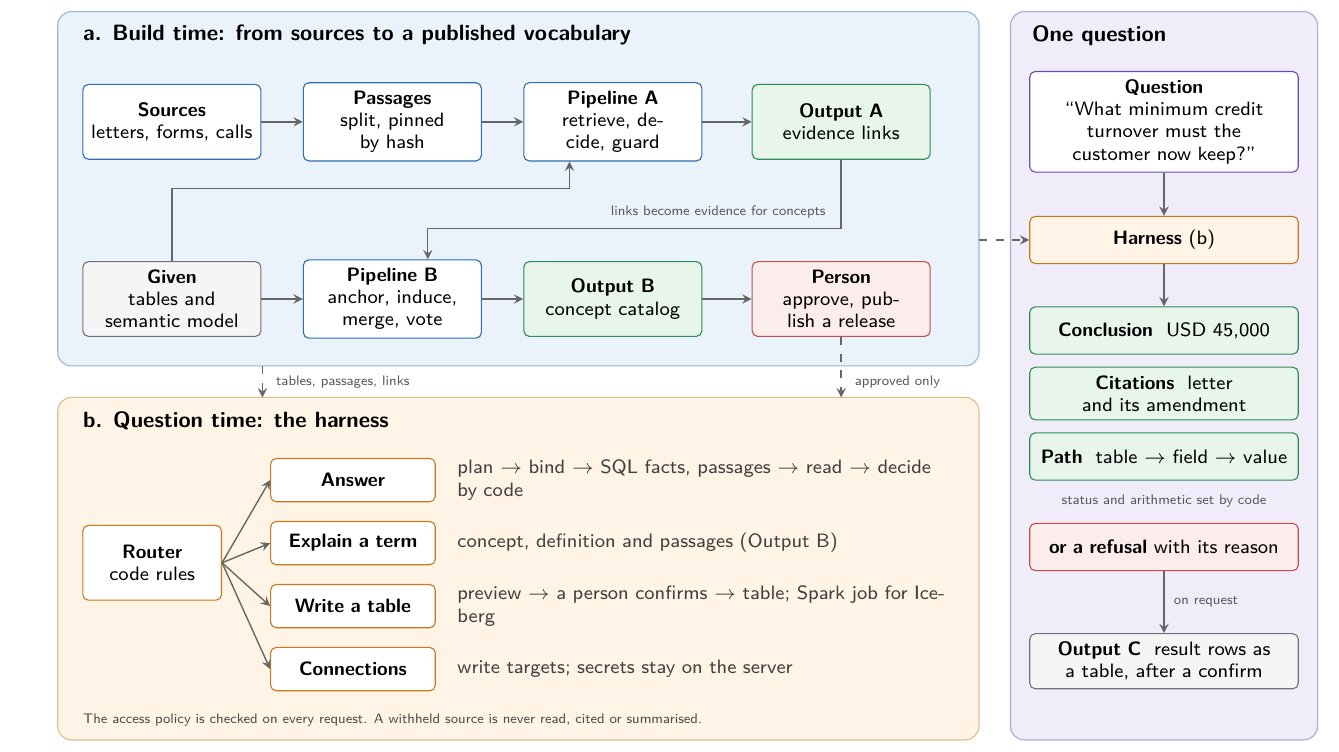 a. Build time: from sources to a published vocabulary
Sources
letters, forms, calls
Passages
split, pinned
by hash
Pipeline A
retrieve, de-
cide, guard
Output A
evidence links
links become evidence for concepts
Given
tables and
semantic model
Pipeline B
anchor, induce,
merge, vote
Output B
concept catalog
Person
approve, pub-
lish a release
tables, passages, links
approved only
b. Question time: the harness
Router
code rules
Answer
plan → bind → SQL facts, passages → read → decide
by code
Explain a term
concept, definition and passages (Output B)
Write a table
preview → a person confirms → table; Spark job for Ice-
berg
Connections
write targets; secrets stay on the server
The access policy is checked on every request. A withheld source is never read, cited or summarised.
One question
Question
“What minimum credit
turnover must the
customer now keep?”
Harness (b)
Conclusion USD 45,000
Citations letter
and its amendment
Path table → field → value
status and arithmetic set by code
or a refusal with its reason
on request
Output C result rows as
a table, after a confirm